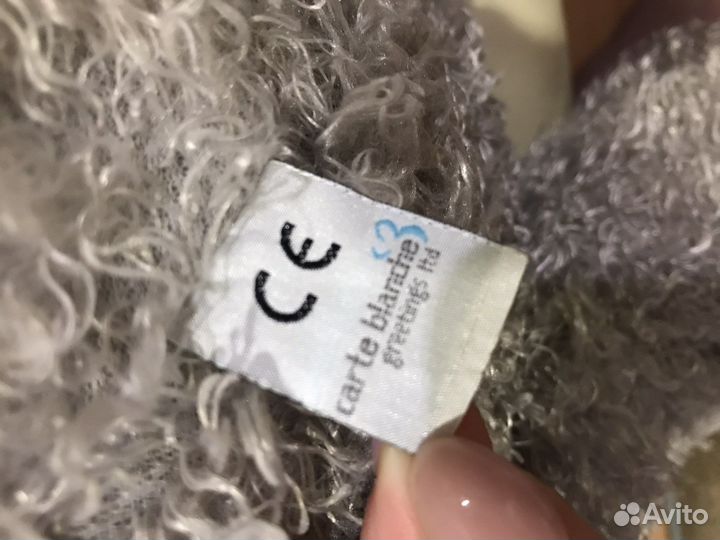 CE
carte blanche
greetings ltd
Avito